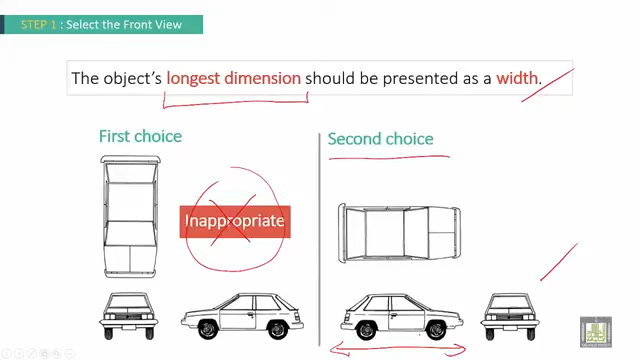 STEP 1 : Select the Front View
The object's longest dimension should be presented as a width.
First choice
Second choice
Inappropriate